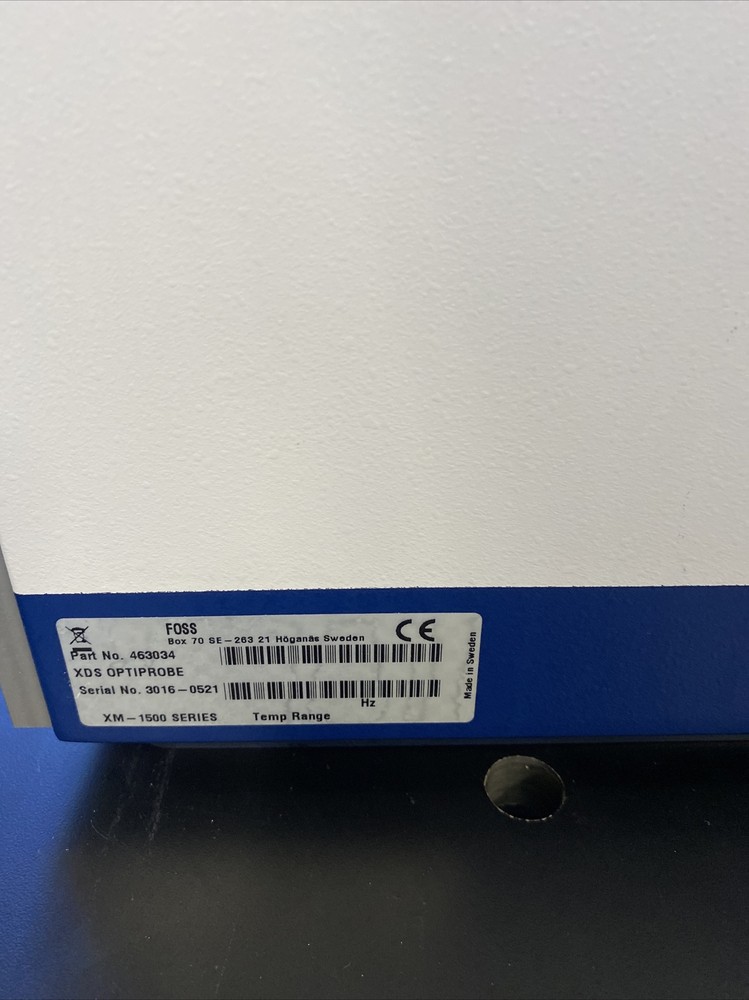 FOSS
Box 70 SE-263 21 Höganäs Sweden
CE
Part No. 463034
XDS OPTIPROBE
Serial No. 3016-0521
Hz
XM-1500 SERIES Temp Range
Made in Sweden